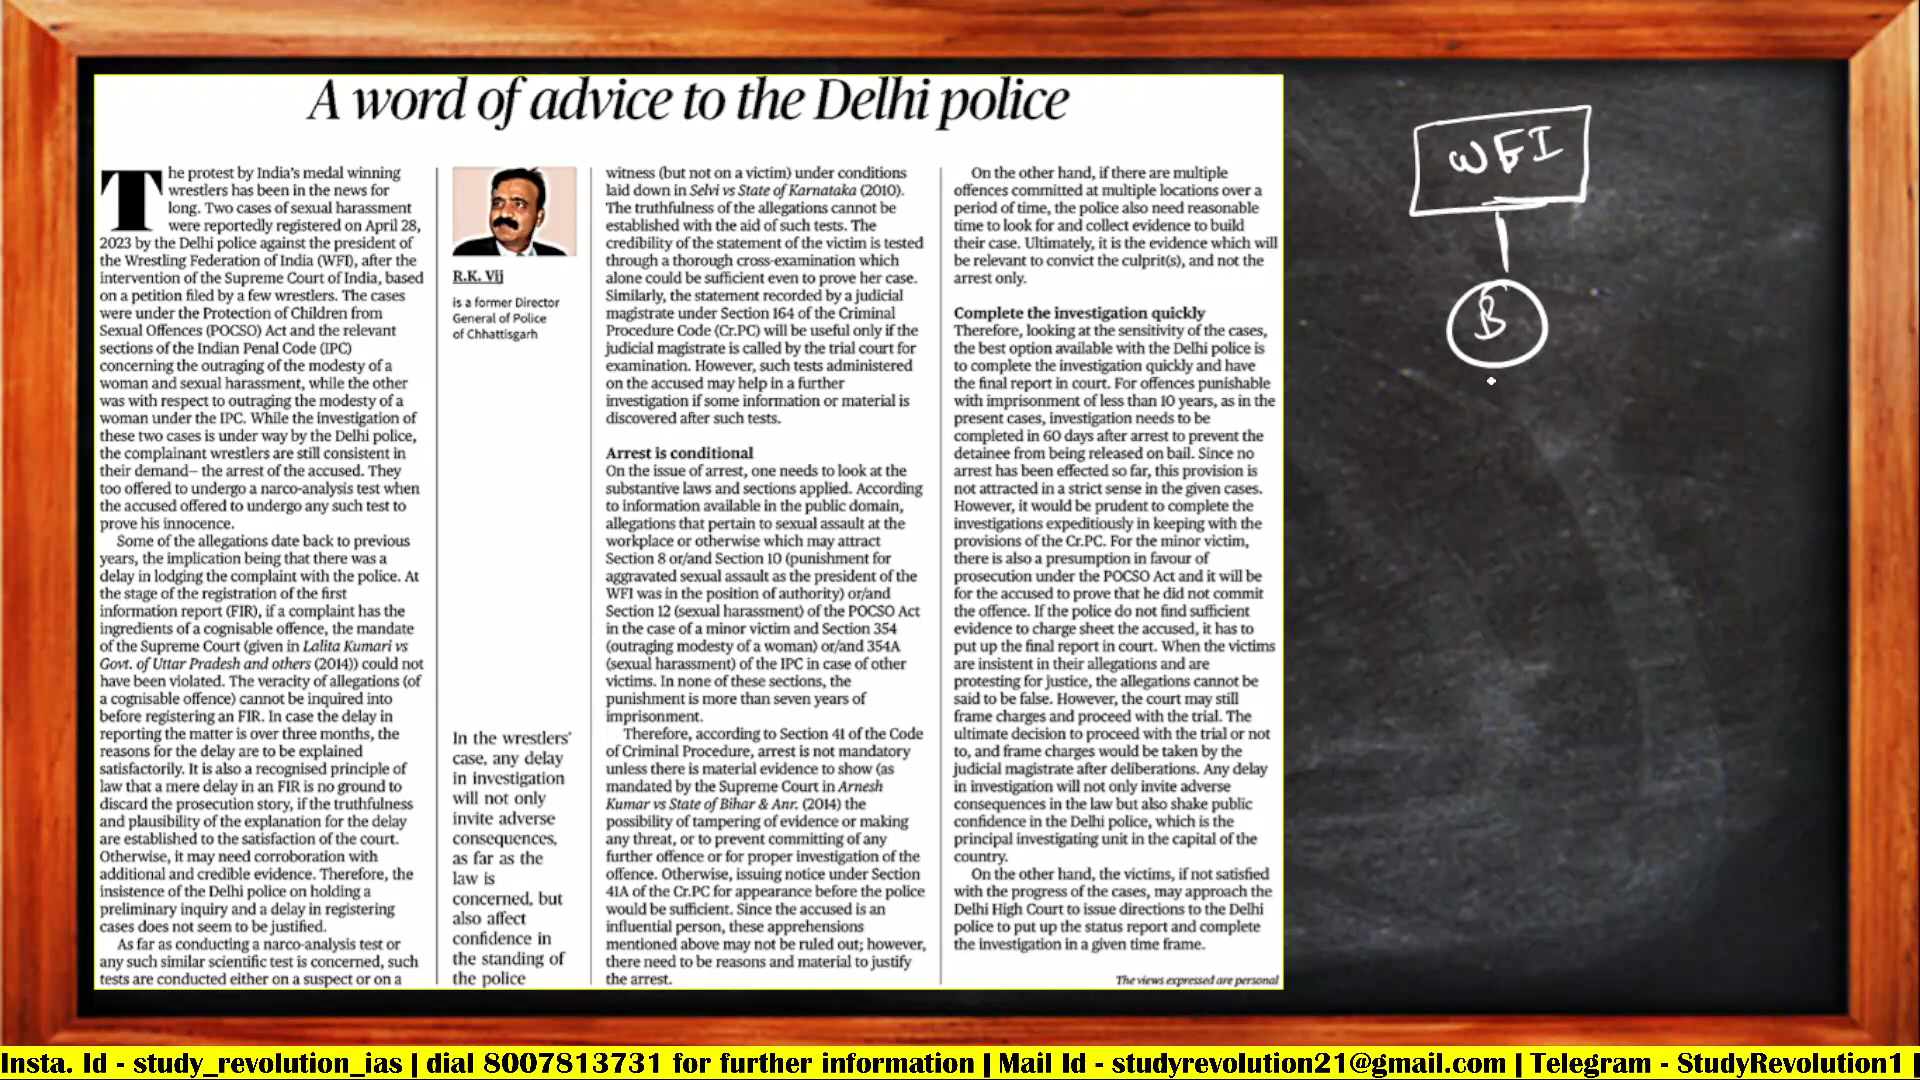 A word of advice to the Delhi police
The protest by India's medal winning
wrestlers has been in the news for
long. Two cases of sexual harassment
were reportedly registered on April 28,
2023 by the Delhi police against the president of
the Wrestling Federation of India (WFI), after the
intervention of the Supreme Court of India, based
on a petition filed by a few wrestlers. The cases
were under the Protection of Children from
Sexual Offences (POCSO) Act and the relevant
sections of the Indian Penal Code (IPC)
concerning the outraging of the modesty of a
woman and sexual harassment, while the other
was with respect to outraging the modesty of a
woman under the IPC. While the investigation of
these two cases is under way by the Delhi police,
the complainant wrestlers are still consistent in
their demand– the arrest of the accused. They
too offered to undergo a narco-analysis test when
the accused offered to undergo any such test to
prove his innocence.
Some of the allegations date back to previous
years, the implication being that there was a
delay in lodging the complaint with the police. At
the stage of the registration of the first
information report (FIR), if a complaint has the
ingredients of a cognisable offence, the mandate
of the Supreme Court (given in Lalita Kumari vs
Govt. of Uttar Pradesh and others (2014)) could not
have been violated. The veracity of allegations (of
a cognisable offence) cannot be inquired into
before registering an FIR. In case the delay in
reporting the matter is over three months, the
reasons for the delay are to be explained
satisfactorily. It is also a recognised principle of
law that a mere delay in an FIR is no ground to
discard the prosecution story, if the truthfulness
and plausibility of the explanation for the delay
are established to the satisfaction of the court.
Otherwise, it may need corroboration with
additional and credible evidence. Therefore, the
insistence of the Delhi police on holding a
preliminary inquiry and a delay in registering
cases does not seem to be justified.
As far as conducting a narco-analysis test or
any such similar scientific test is concerned, such
tests are conducted either on a suspect or on a
R.K. Vij
is a former Director
General of Police
of Chhattisgarh
In the wrestlers'
case, any delay
in investigation
will not only
invite adverse
consequences,
as far as the
law is
concerned, but
also affect
confidence in
the standing of
the police
witness (but not on a victim) under conditions
laid down in Selvi vs State of Karnataka (2010).
The truthfulness of the allegations cannot be
established with the aid of such tests. The
credibility of the statement of the victim is tested
through a thorough cross-examination which
alone could be sufficient even to prove her case.
Similarly, the statement recorded by a judicial
magistrate under Section 164 of the Criminal
Procedure Code (Cr.PC) will be useful only if the
judicial magistrate is called by the trial court for
examination. However, such tests administered
on the accused may help in a further
investigation if some information or material is
discovered after such tests.
Arrest is conditional
On the issue of arrest, one needs to look at the
substantive laws and sections applied. According
to information available in the public domain,
allegations that pertain to sexual assault at the
workplace or otherwise which may attract
Section 8 or/and Section 10 (punishment for
aggravated sexual assault as the president of the
WFI was in the position of authority) or/and
Section 12 (sexual harassment) of the POCSO Act
in the case of a minor victim and Section 354
(outraging modesty of a woman) or/and 354A
(sexual harassment) of the IPC in case of other
victims. In none of these sections, the
punishment is more than seven years of
imprisonment.
Therefore, according to Section 41 of the Code
of Criminal Procedure, arrest is not mandatory
unless there is material evidence to show (as
mandated by the Supreme Court in Arnesh
Kumar vs State of Bihar & Anr. (2014) the
possibility of tampering of evidence or making
any threat, or to prevent committing of any
further offence or for proper investigation of the
offence. Otherwise, issuing notice under Section
41A of the Cr.PC for appearance before the police
would be sufficient. Since the accused is an
influential person, these apprehensions
mentioned above may not be ruled out; however,
there need to be reasons and material to justify
the arrest.
On the other hand, if there are multiple
offences committed at multiple locations over a
period of time, the police also need reasonable
time to look for and collect evidence to build
their case. Ultimately, it is the evidence which will
be relevant to convict the culprit(s), and not the
arrest only.
Complete the investigation quickly
Therefore, looking at the sensitivity of the cases,
the best option available with the Delhi police is
to complete the investigation quickly and have
the final report in court. For offences punishable
with imprisonment of less than 10 years, as in the
present cases, investigation needs to be
completed in 60 days after arrest to prevent the
detainee from being released on bail. Since no
arrest has been effected so far, this provision is
not attracted in a strict sense in the given cases.
However, it would be prudent to complete the
investigations expeditiously in keeping with the
provisions of the Cr.PC. For the minor victim,
there is also a presumption in favour of
prosecution under the POCSO Act and it will be
for the accused to prove that he did not commit
the offence. If the police do not find sufficient
evidence to charge sheet the accused, it has to
put up the final report in court. When the victims
are insistent in their allegations and are
protesting for justice, the allegations cannot be
said to be false. However, the court may still
frame charges and proceed with the trial. The
ultimate decision to proceed with the trial or not
to, and frame charges would be taken by the
judicial magistrate after deliberations. Any delay
in investigation will not only invite adverse
consequences in the law but also shake public
confidence in the Delhi police, which is the
principal investigating unit in the capital of the
country.
On the other hand, the victims, if not satisfied
with the progress of the cases, may approach the
Delhi High Court to issue directions to the Delhi
police to put up the status report and complete
the investigation in a given time frame.
The views expressed are personal
WFI
B
Insta. Id - study_revolution_ias | dial 8007813731 for further information | Mail Id - studyrevolution21@gmail.com | Telegram - StudyRevolution1 |